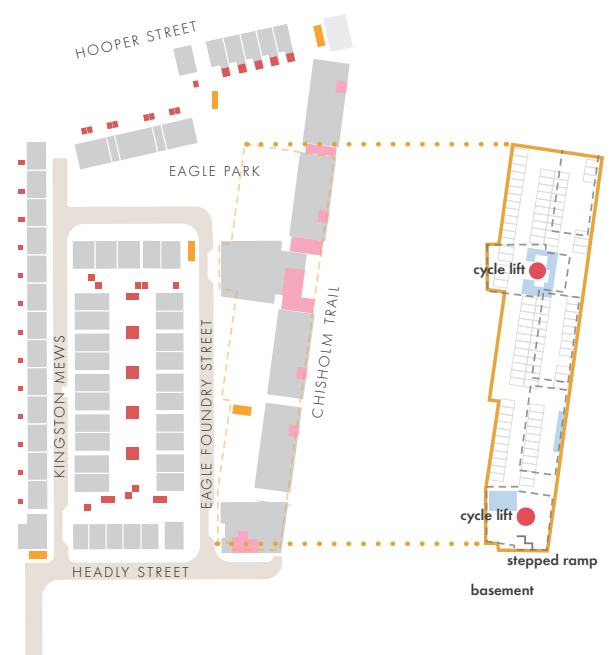 HOOPER STREET
EAGLE PARK
cycle lift
CHISHOLM TRAIL
KINGSTON MEWS
EAGLE FOUNDRY STREET
cycle lift
stepped ramp
HEADLY STREET
basement